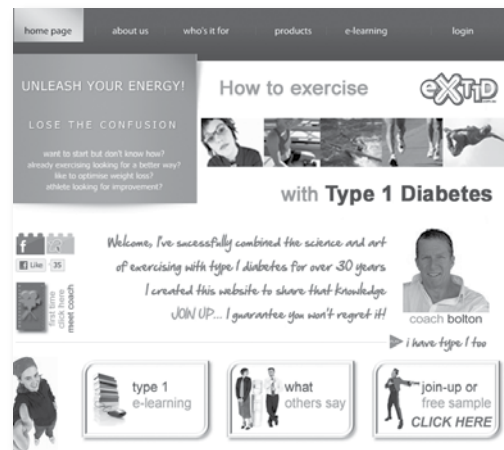 home page about us who's it for products e-learning login
UNLEASH YOUR ENERGY!
LOSE THE CONFUSION
want to start but don't know how?
already exercising looking for a better way?
like to optimise weight loss?
athlete looking for improvement?
How to exercise
eXT1D
with Type 1 Diabetes
f
Like 35
first time
click here
meet coach
Welcome, I've sucessfully combined the science and art
of exercising with type 1 diabetes for over 30 years
I created this website to share that knowledge
JOIN UP... I guarantee you won't regret it!
coach bolton
i have type 1 too
type 1
e-learning
what
others say
join-up or
free sample
CLICK HERE